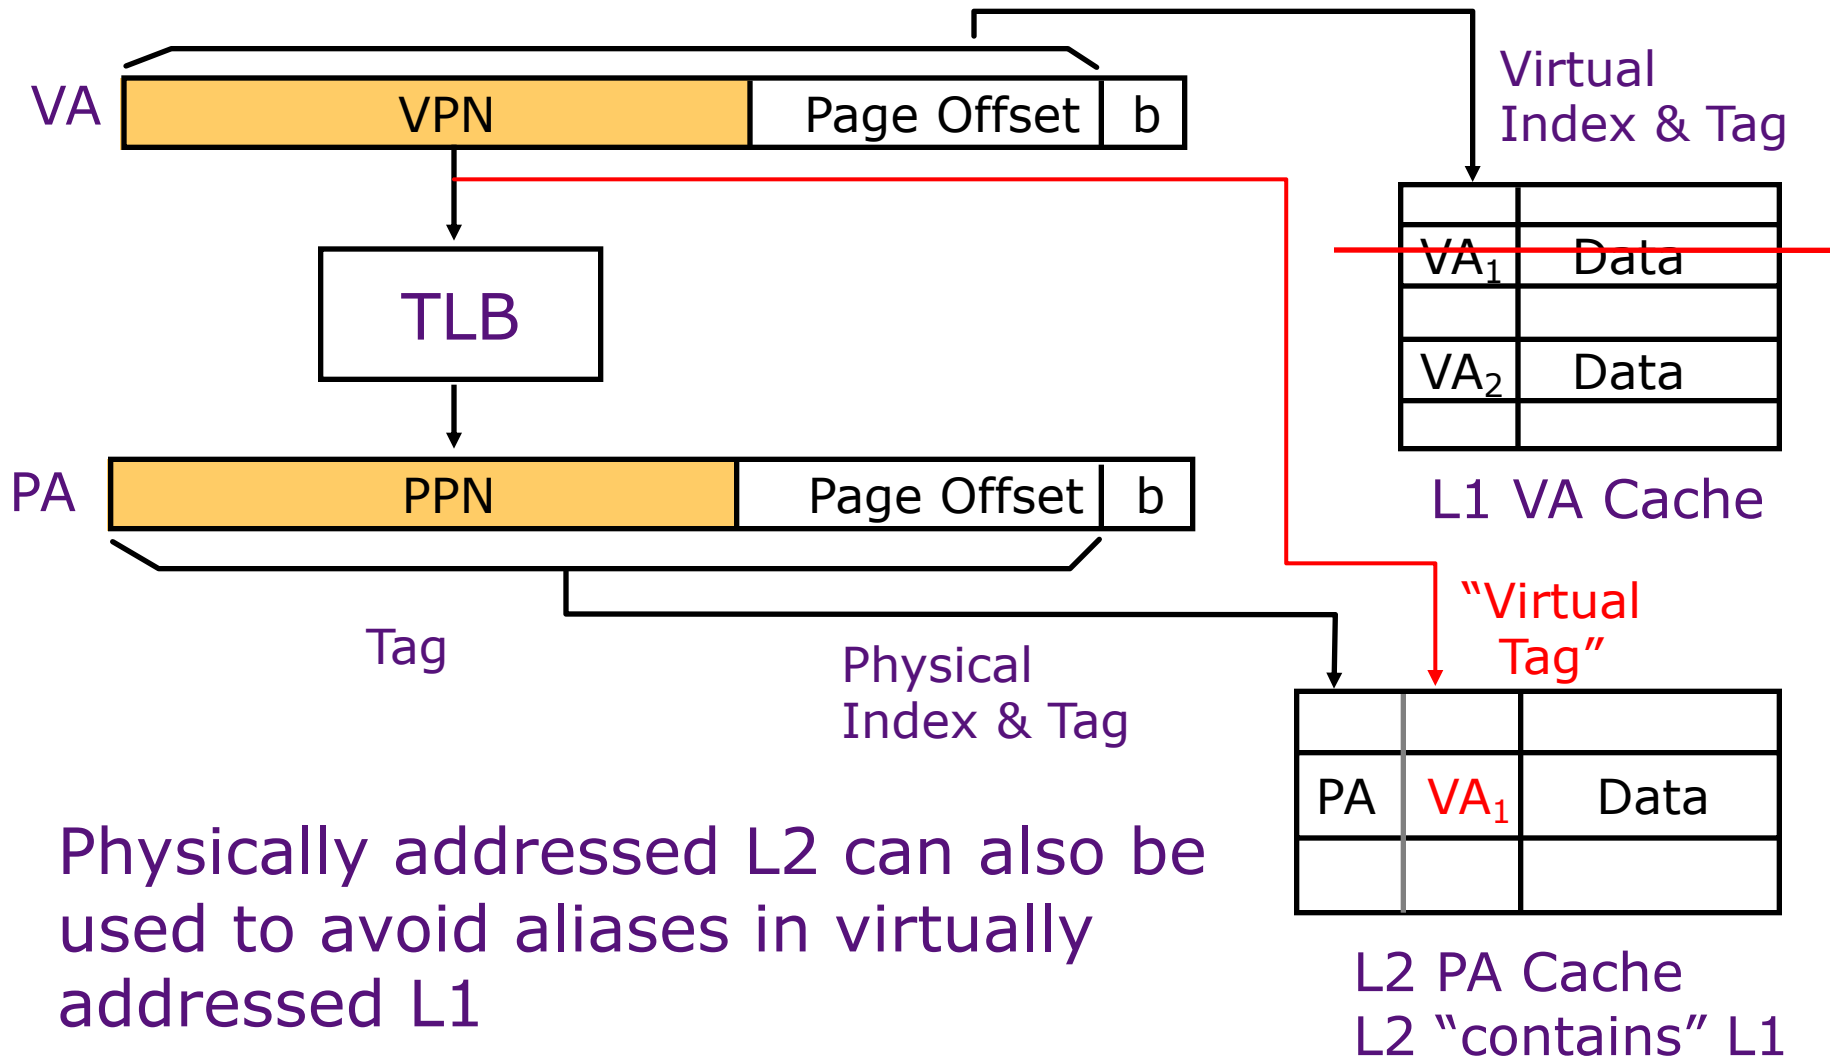 VA
VPN
Page Offset
b
Virtual
Index & Tag
VA₁
Data
TLB
VA₂
Data
PA
PPN
Page Offset
b
L1 VA Cache
“Virtual
Tag”
Tag
Physical
Index & Tag
PA
VA₁
Data
Physically addressed L2 can also be
used to avoid aliases in virtually
addressed L1
L2 PA Cache
L2 “contains” L1